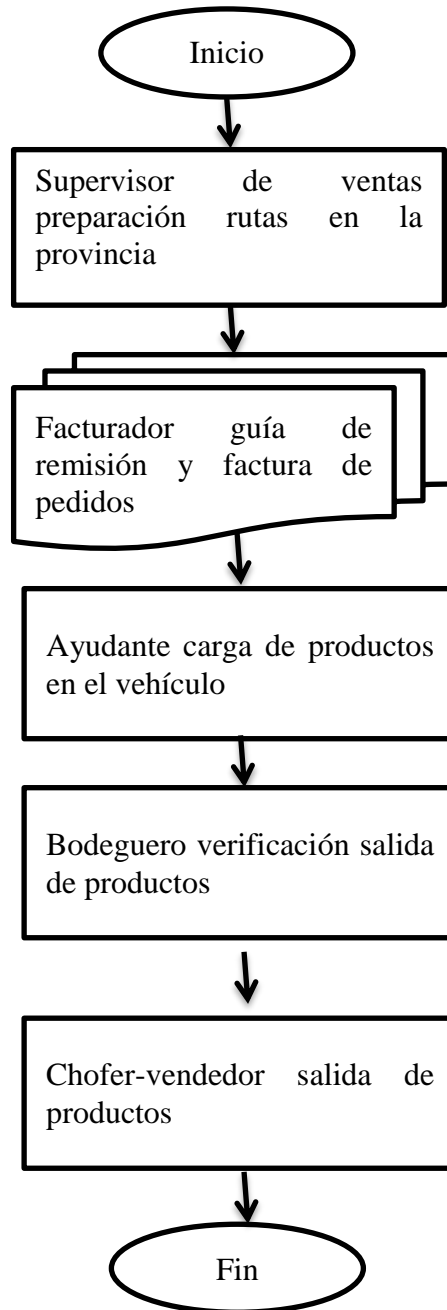 Inicio
Supervisor de ventas
preparación rutas en la
provincia
Facturador guía de
remisión y factura de
pedidos
Ayudante carga de productos
en el vehículo
Bodeguero verificación salida
de productos
Chofer-vendedor salida de
productos
Fin